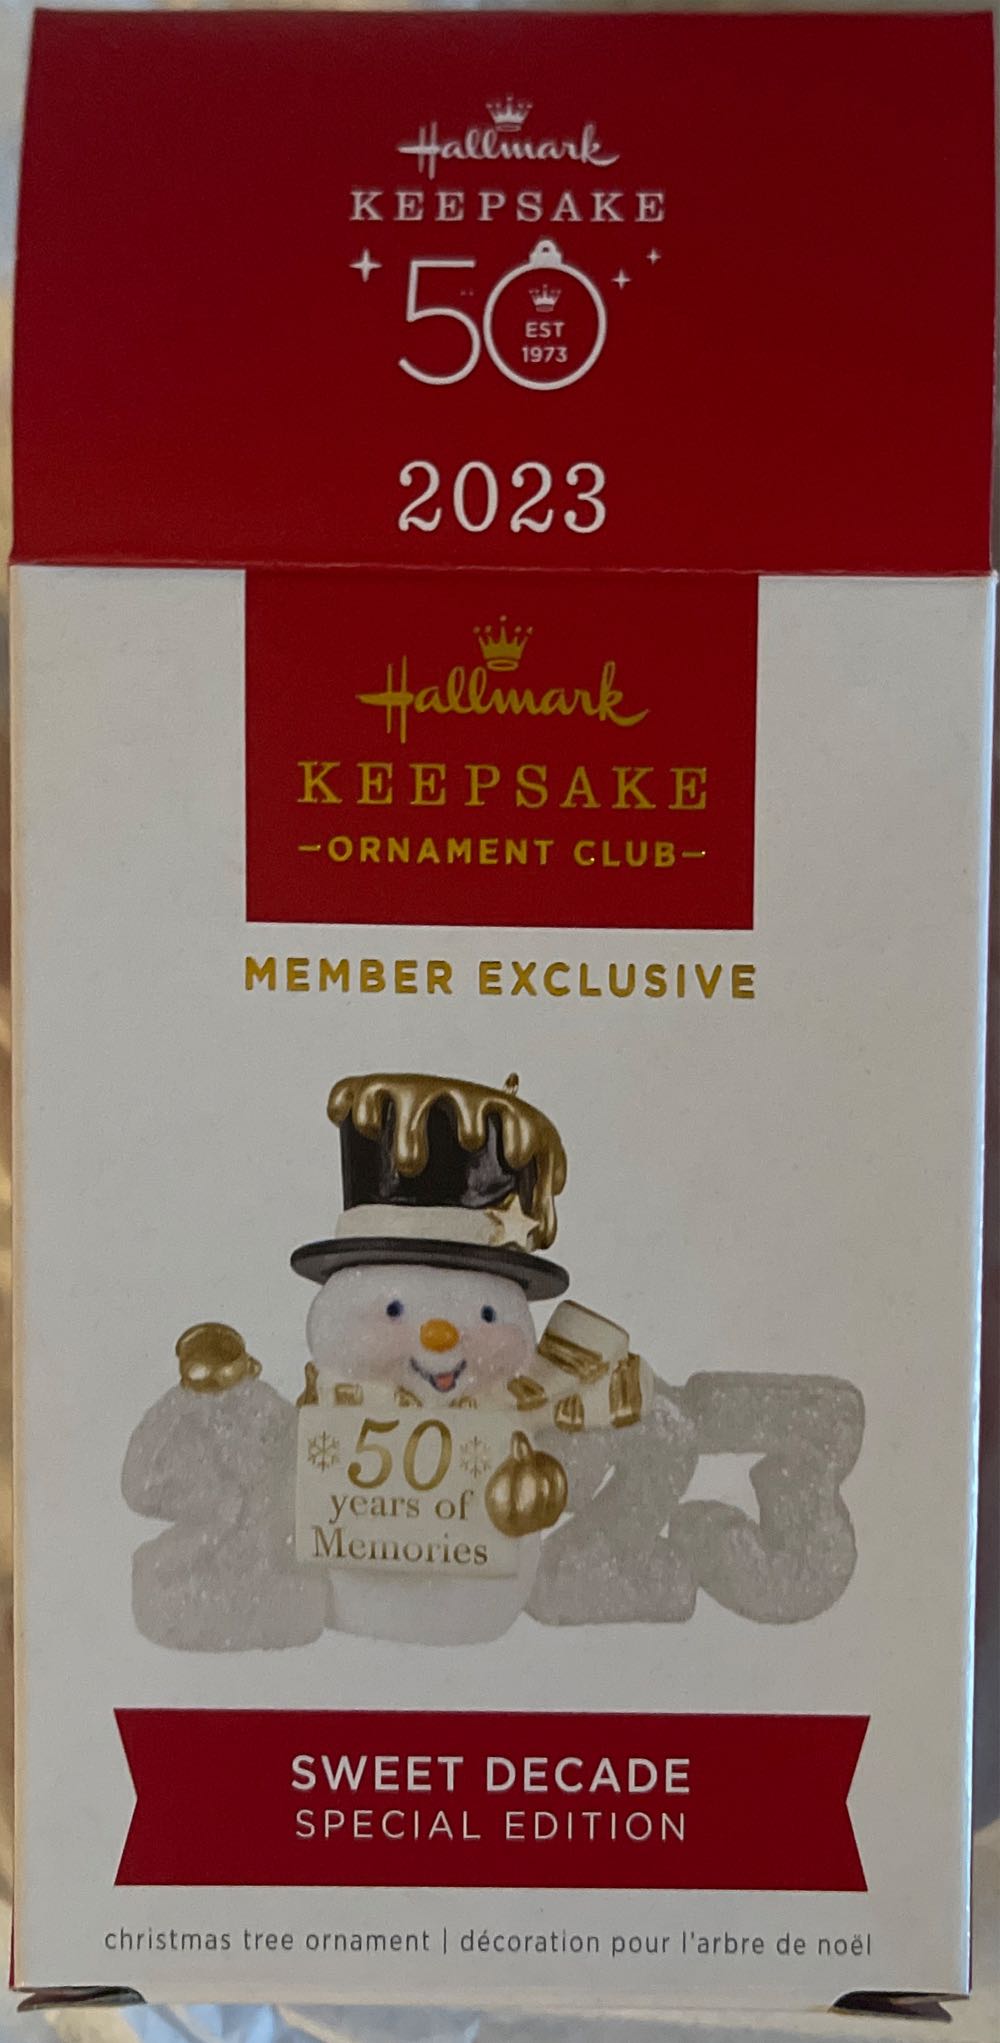 Hallmark
KEEPSAKE
50
EST
1973
2023
Hallmark
KEEPSAKE
–ORNAMENT CLUB–
MEMBER EXCLUSIVE
50
years of
Memories
23
SWEET DECADE
SPECIAL EDITION
christmas tree ornament | décoration pour l'arbre de noël